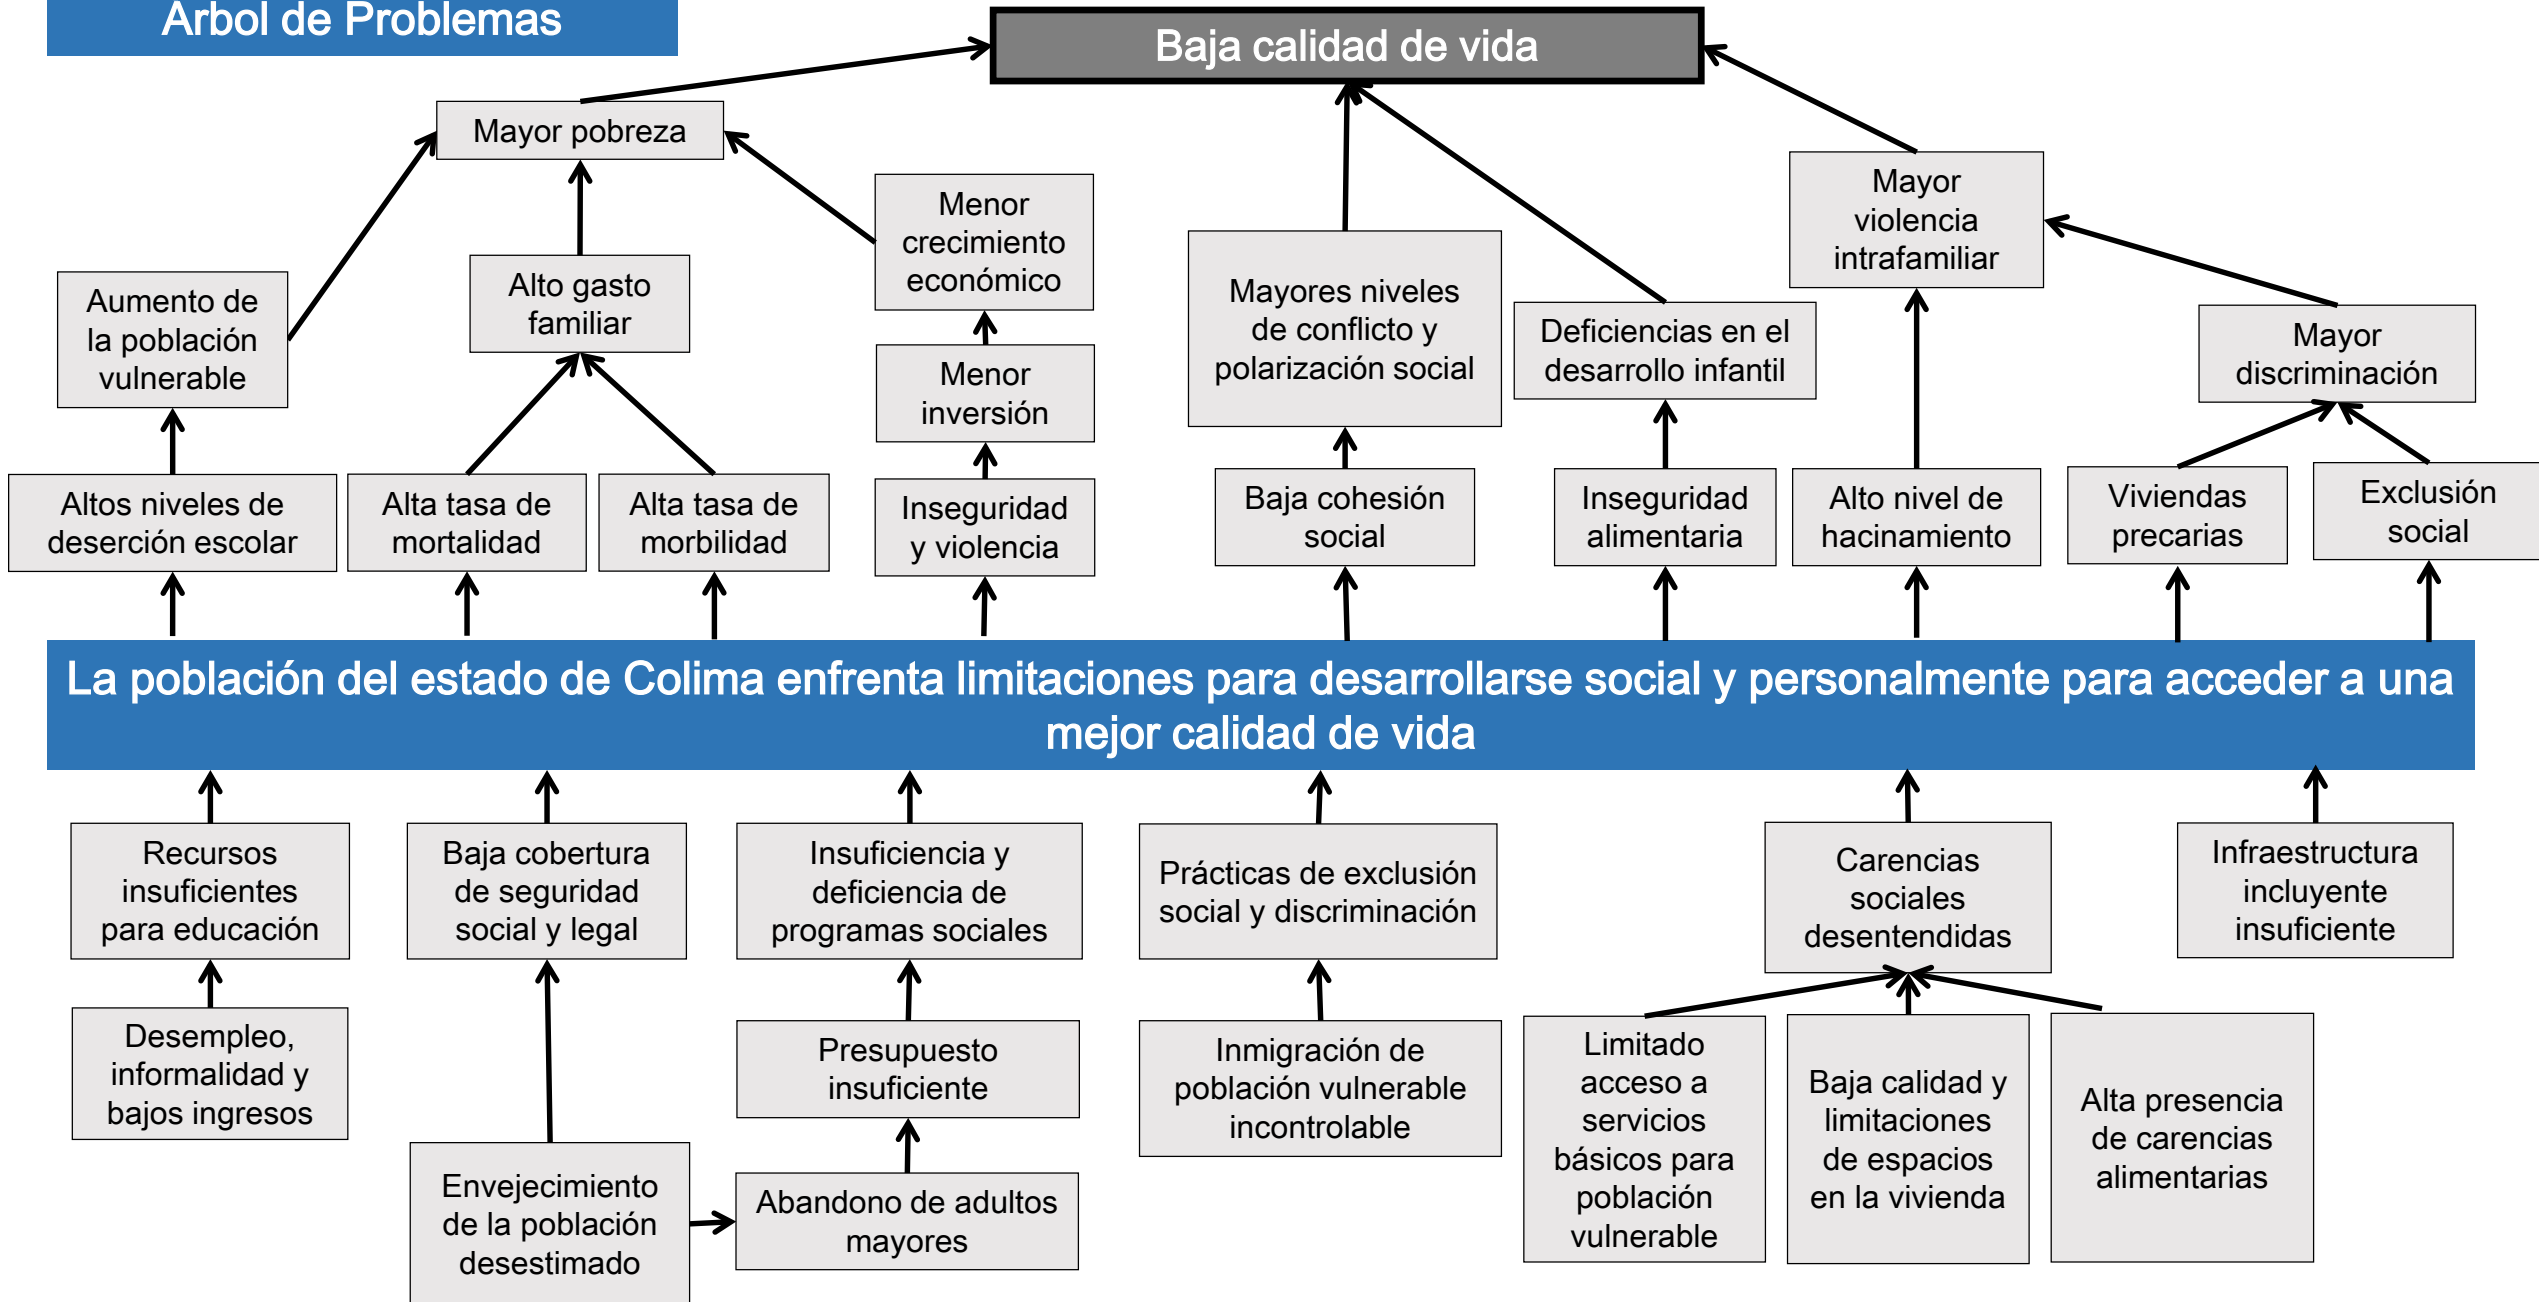 Arbol de Problemas
Baja calidad de vida
Mayor pobreza
Menor
crecimiento
económico
Mayor
violencia
intrafamiliar
Aumento de
la población
vulnerable
Alto gasto
familiar
Menor
inversión
Mayores niveles
de conflicto y
polarización social
Deficiencias en el
desarrollo infantil
Mayor
discriminación
Altos niveles de
deserción escolar
Alta tasa de
mortalidad
Alta tasa de
morbilidad
Inseguridad
y violencia
Baja cohesión
social
Inseguridad
alimentaria
Alto nivel de
hacinamiento
Viviendas
precarias
Exclusión
social
La población del estado de Colima enfrenta limitaciones para desarrollarse social y personalmente para acceder a una
mejor calidad de vida
Recursos
insuficientes
para educación
Baja cobertura
de seguridad
social y legal
Insuficiencia y
deficiencia de
programas sociales
Prácticas de exclusión
social y discriminación
Carencias
sociales
desentendidas
Infraestructura
incluyente
insuficiente
Desempleo,
informalidad y
bajos ingresos
Presupuesto
insuficiente
Inmigración de
población vulnerable
incontrolable
Limitado
acceso a
servicios
básicos para
población
vulnerable
Baja calidad y
limitaciones
de espacios
en la vivienda
Alta presencia
de carencias
alimentarias
Envejecimiento
de la población
desestimado
Abandono de adultos
mayores